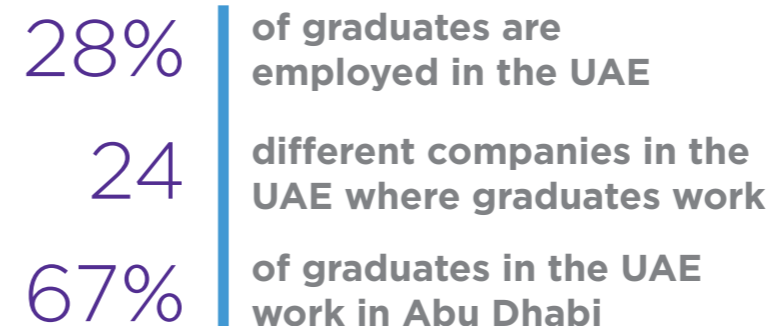 28%
of graduates are
employed in the UAE
24
different companies in the
UAE where graduates work
67%
of graduates in the UAE
work in Abu Dhabi